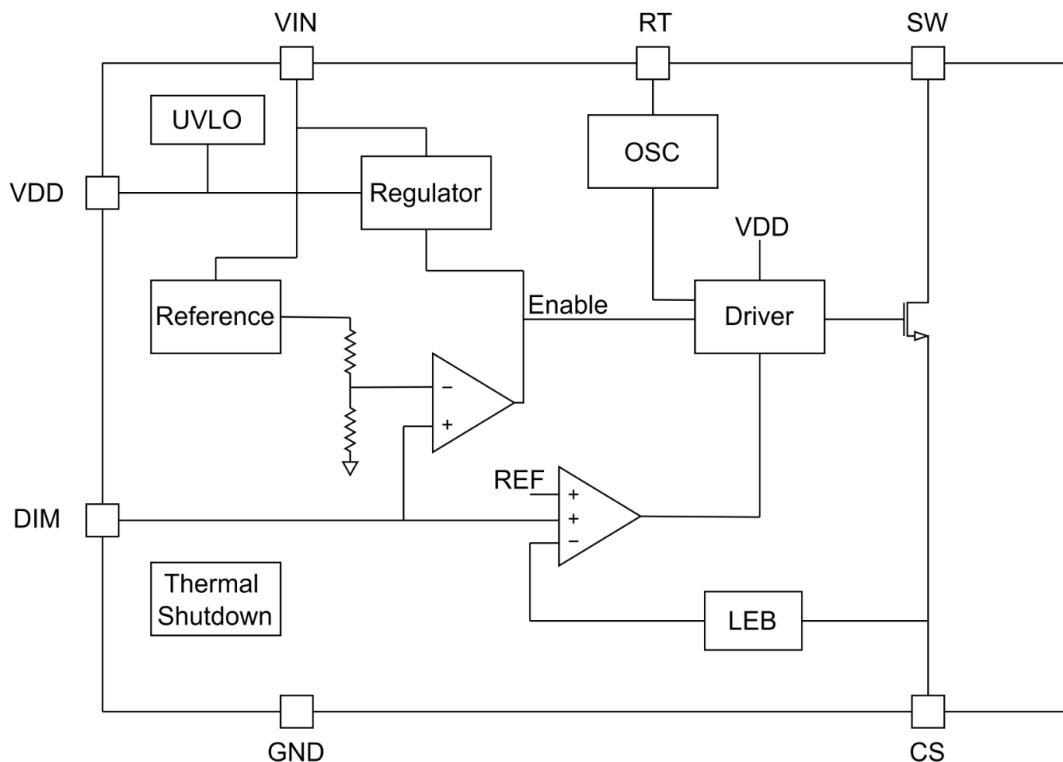 VIN
RT
SW
UVLO
OSC
VDD
Regulator
VDD
Reference
Enable
Driver
−
+
REF
+
+
−
DIM
Thermal
Shutdown
LEB
GND
CS